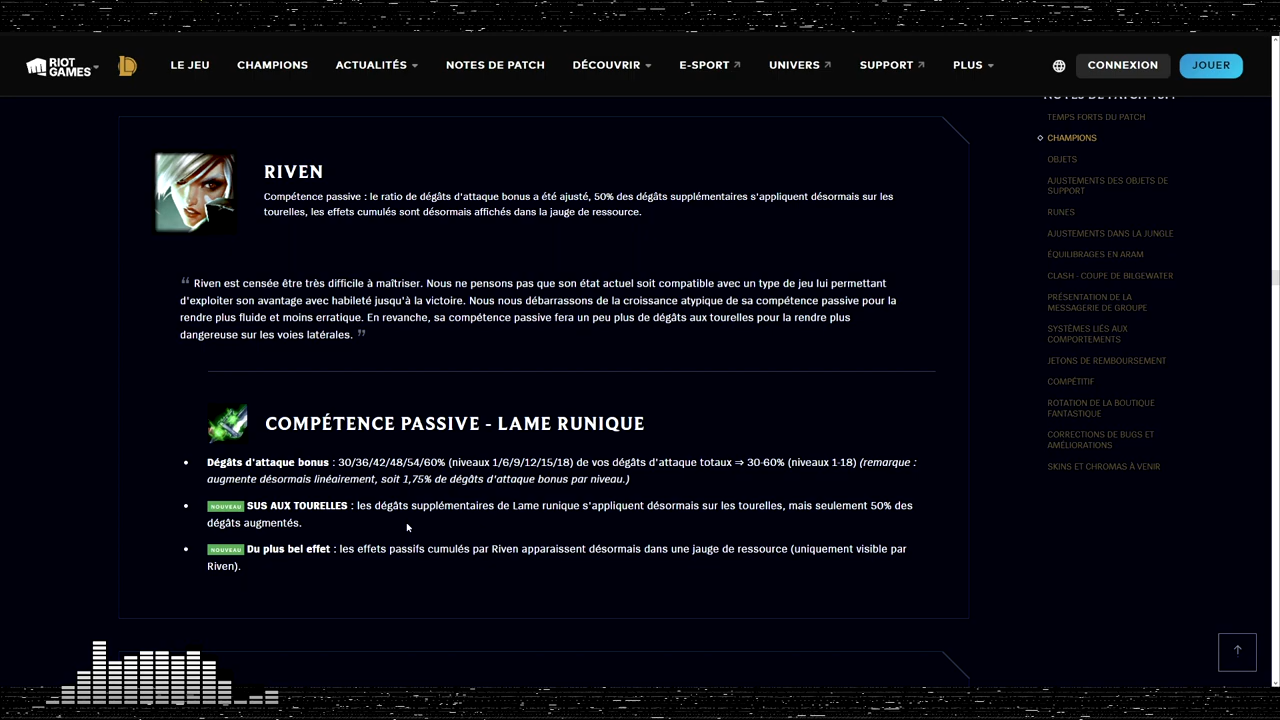 RIOT GAMES
LE JEU
CHAMPIONS
ACTUALITÉS
NOTES DE PATCH
DÉCOUVRIR
E-SPORT
UNIVERS
SUPPORT
PLUS
CONNEXION
JOUER
RIVEN
Compétence passive : le ratio de dégâts d'attaque bonus a été ajusté, 50% des dégâts supplémentaires s'appliquent désormais sur les
tourelles, les effets cumulés sont désormais affichés dans la jauge de ressource.
“ Riven est censée être très difficile à maîtriser. Nous ne pensons pas que son état actuel soit compatible avec un type de jeu lui permettant
d'exploiter son avantage avec habileté jusqu'à la victoire. Nous nous débarrassons de la croissance atypique de sa compétence passive pour la
rendre plus fluide et moins erratique. En revanche, sa compétence passive fera un peu plus de dégâts aux tourelles pour la rendre plus
dangereuse sur les voies latérales. ”
COMPÉTENCE PASSIVE - LAME RUNIQUE
• Dégâts d'attaque bonus : 30/36/42/48/54/60% (niveaux 1/6/9/12/15/18) de vos dégâts d'attaque totaux ⇒ 30-60% (niveaux 1-18) (remarque :
augmente désormais linéairement, soit 1,75% de dégâts d'attaque bonus par niveau.)
• NOUVEAU SUS AUX TOURELLES : les dégâts supplémentaires de Lame runique s'appliquent désormais sur les tourelles, mais seulement 50% des
dégâts augmentés.
• NOUVEAU Du plus bel effet : les effets passifs cumulés par Riven apparaissent désormais dans une jauge de ressource (uniquement visible par
Riven).
TEMPS FORTS DU PATCH
CHAMPIONS
OBJETS
AJUSTEMENTS DES OBJETS DE
SUPPORT
RUNES
AJUSTEMENTS DANS LA JUNGLE
ÉQUILIBRAGES EN ARAM
CLASH - COUPE DE BILGEWATER
PRÉSENTATION DE LA
MESSAGERIE DE GROUPE
SYSTÈMES LIÉS AUX
COMPORTEMENTS
JETONS DE REMBOURSEMENT
COMPÉTITIF
ROTATION DE LA BOUTIQUE
FANTASTIQUE
CORRECTIONS DE BUGS ET
AMÉLIORATIONS
SKINS ET CHROMAS À VENIR